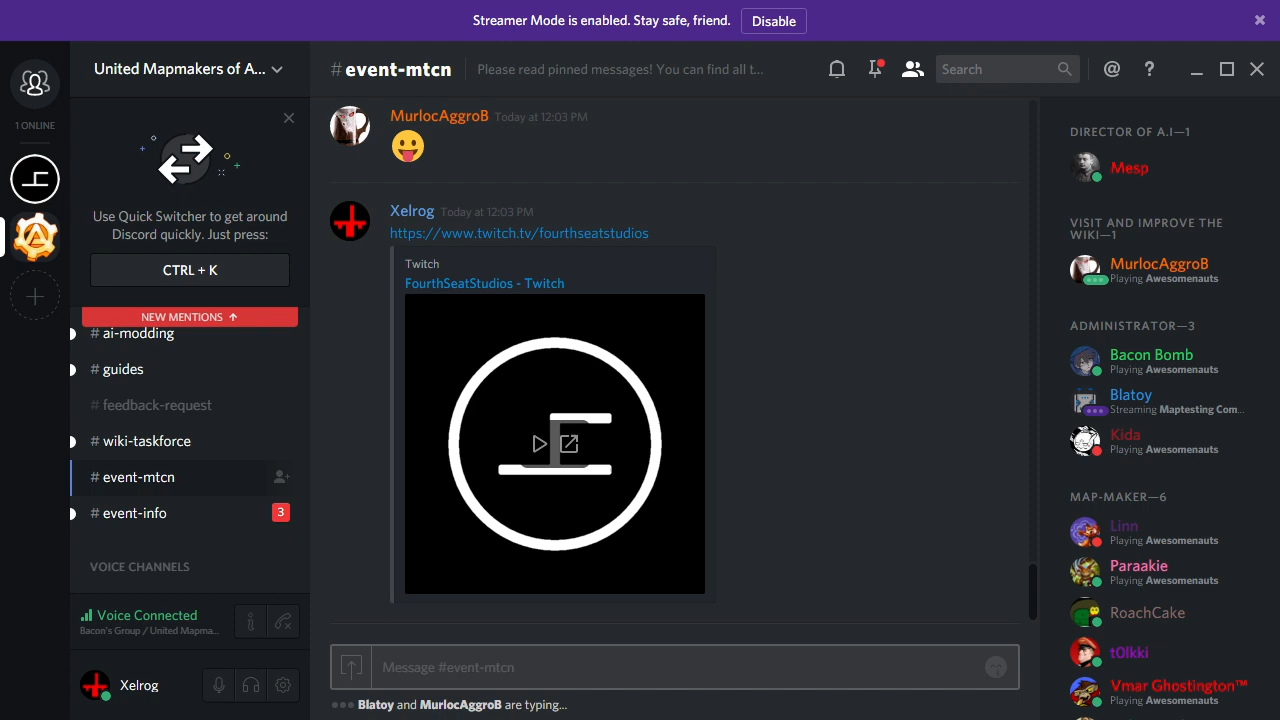 Streamer Mode is enabled. Stay safe, friend.
Disable
United Mapmakers of A...
#event-mtcn
Please read pinned messages! You can find all t...
Search
1 ONLINE
Use Quick Switcher to get around
Discord quickly. Just press:
CTRL + K
NEW MENTIONS
# ai-modding
# guides
# feedback-request
# wiki-taskforce
# event-mtcn
# event-info
3
VOICE CHANNELS
Voice Connected
Bacon's Group / United Mapma...
Xelrog
MurlocAggroB Today at 12:03 PM
Xelrog Today at 12:03 PM
https://www.twitch.tv/fourthseatstudios
Twitch
FourthSeatStudios - Twitch
Message #event-mtcn
Blatoy and MurlocAggroB are typing...
DIRECTOR OF A.I—1
Mesp
VISIT AND IMPROVE THE
WIKI—1
MurlocAggroB
Playing Awesomenauts
ADMINISTRATOR—3
Bacon Bomb
Playing Awesomenauts
Blatoy
Streaming Maptesting Com...
Kida
Playing Awesomenauts
MAP-MAKER—6
Linn
Playing Awesomenauts
Paraakie
Playing Awesomenauts
RoachCake
t0lkki
Vmar Ghostington™
Playing Awesomenauts